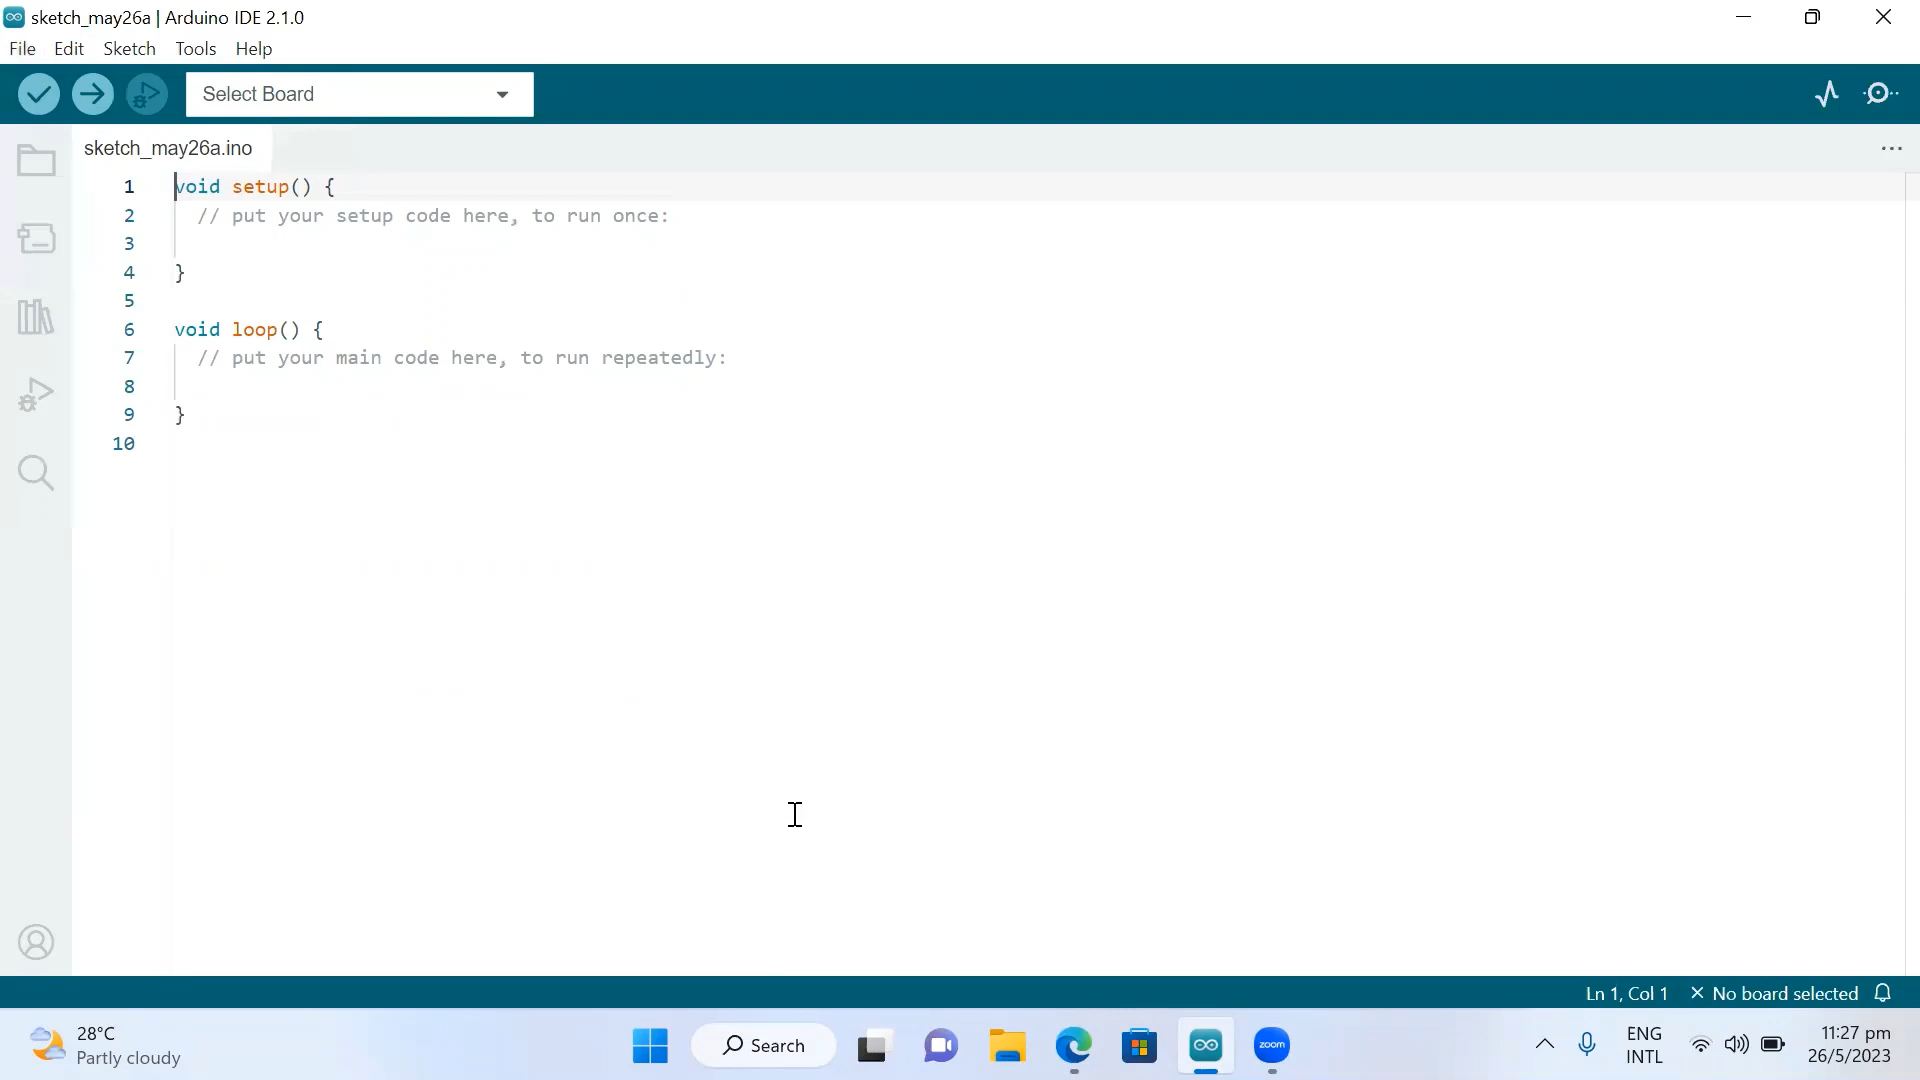 sketch_may26a | Arduino IDE 2.1.0
File Edit Sketch Tools Help
Select Board
sketch_may26a.ino
1 void setup() {
2 // put your setup code here, to run once:
3
4 }
5
6 void loop() {
7 // put your main code here, to run repeatedly:
8
9 }
10
Ln 1, Col 1 No board selected
28°C
Partly cloudy
Search
zoom
ENG
INTL
11:27 pm
26/5/2023